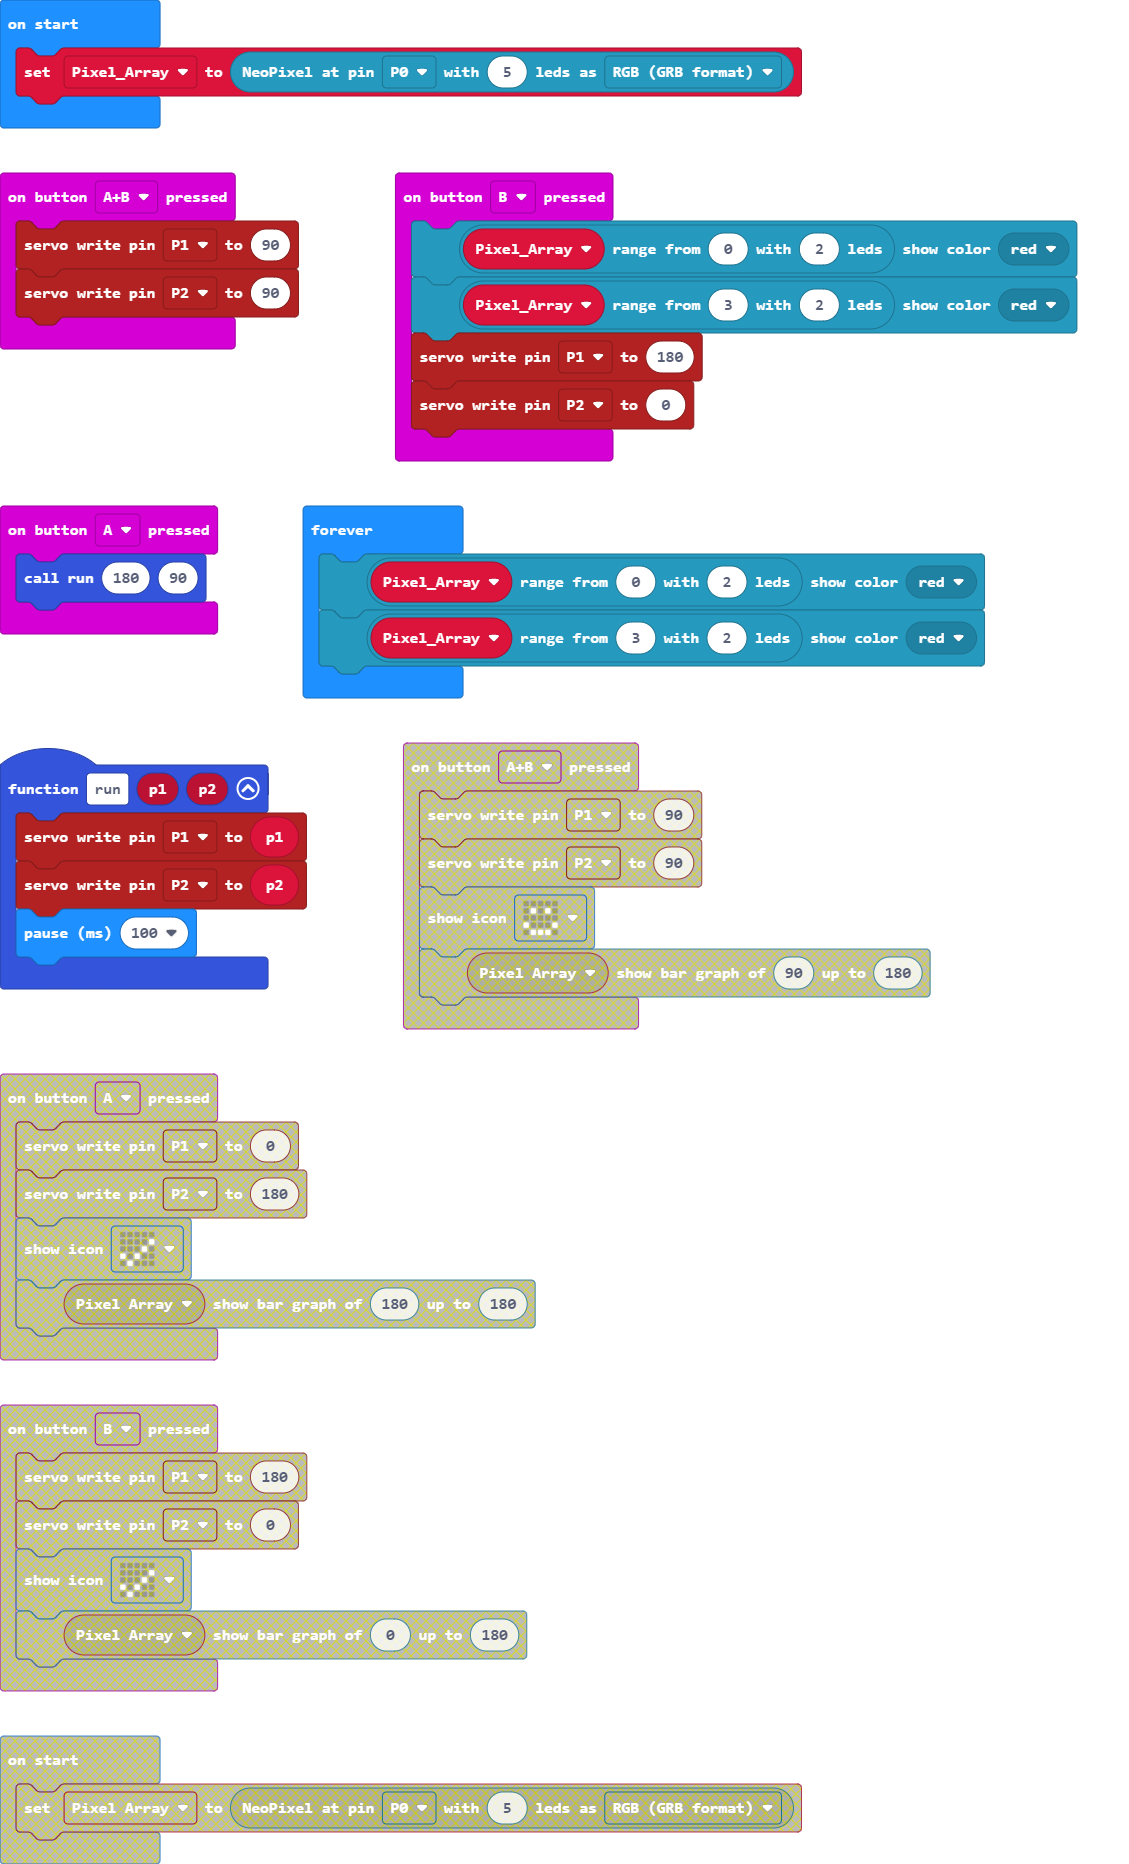 on start
set Pixel_Array to NeoPixel at pin P0 with 5 leds as RGB (GRB format)
on button A+B pressed
servo write pin P1 to 90
servo write pin P2 to 90
on button B pressed
Pixel_Array range from 0 with 2 leds show color red
Pixel_Array range from 3 with 2 leds show color red
servo write pin P1 to 180
servo write pin P2 to 0
on button A pressed
call run 180 90
forever
Pixel_Array range from 0 with 2 leds show color red
Pixel_Array range from 3 with 2 leds show color red
function run p1 p2
servo write pin P1 to p1
servo write pin P2 to p2
pause (ms) 100
on button A+B pressed
servo write pin P1 to 90
servo write pin P2 to 90
show icon
Pixel Array show bar graph of 90 up to 180
on button A pressed
servo write pin P1 to 0
servo write pin P2 to 180
show icon
Pixel Array show bar graph of 180 up to 180
on button B pressed
servo write pin P1 to 180
servo write pin P2 to 0
show icon
Pixel Array show bar graph of 0 up to 180
on start
set Pixel Array to NeoPixel at pin P0 with 5 leds as RGB (GRB format)